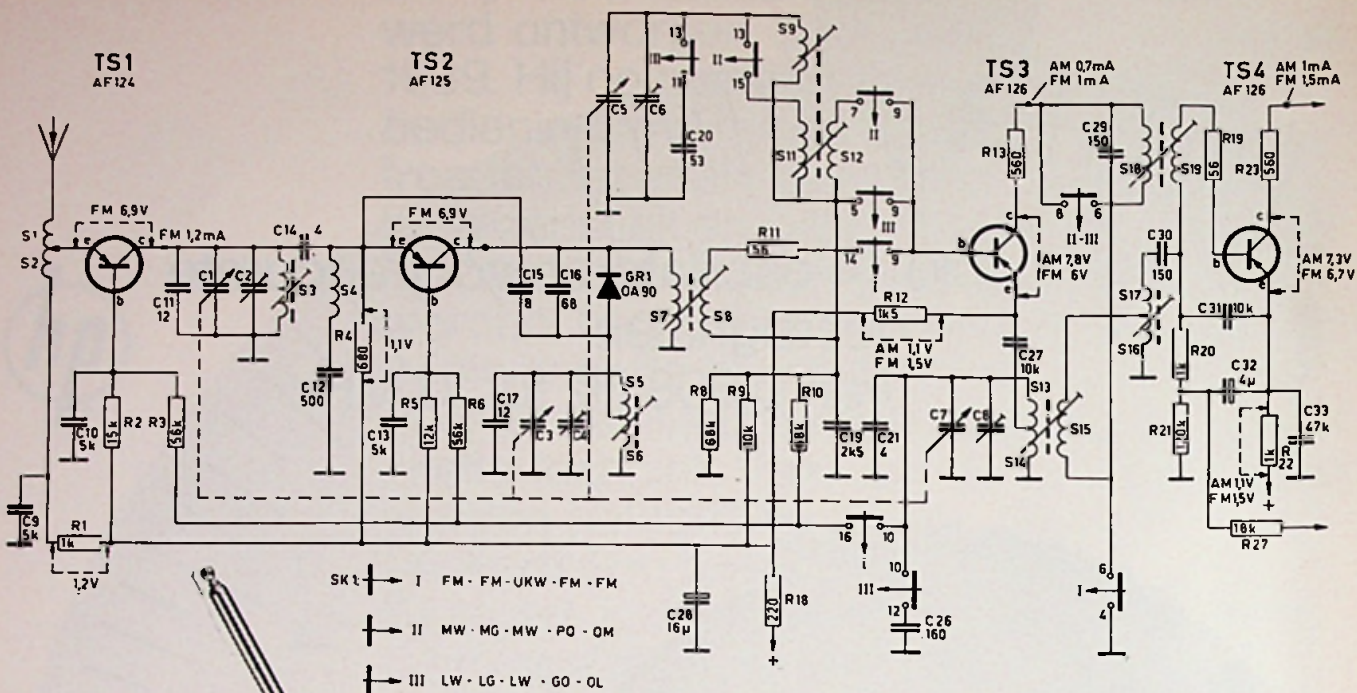 TS1
AF124
TS2
AF125
TS3
AF126
TS4
AF126
AM 0,7mA
FM 1mA
AM 1mA
FM 1,5mA
13
III
11
13
II
15
S9
C5
C6
C20
53
S11
S12
7
9
II
5
9
III
14
9
R13
560
C29
150
S18
S19
R19
56
R23
560
8
6
II-III
S1
S2
FM 6,9V
e
c
b
FM 1,2mA
C14
4
C11
12
C1
C2
S3
S4
FM 6,9V
e
c
b
C15
8
C16
68
GR1
OA90
S7
S8
R11
56
b
c
e
AM 7,8V
FM 6V
C30
150
b
c
e
AM 7,3V
FM 6,7V
R4
680
1,1V
C12
500
R12
1k5
AM 1,1V
FM 1,5V
C27
10k
S17
S16
C31
10k
R20
1k
C32
4µ
C10
5k
R2
15k
R3
56k
C13
5k
R5
12k
R6
56k
C17
12
C3
C4
S5
S6
R8
68k
R9
10k
R10
C19
2k5
C21
4
C7
C8
S13
S14
S15
R21
C33
47k
R
22
1k
AM 1,1V
FM 1,5V
+
18k
R27
C9
5k
R1
1k
1,2V
16
10
10
III
12
C26
160
6
I
4
SK1
I FM - FM - UKW - FM - FM
II MW - MG - MW - PO - OM
III LW - LG - LW - GO - OL
C28
16µ
R18
220
+